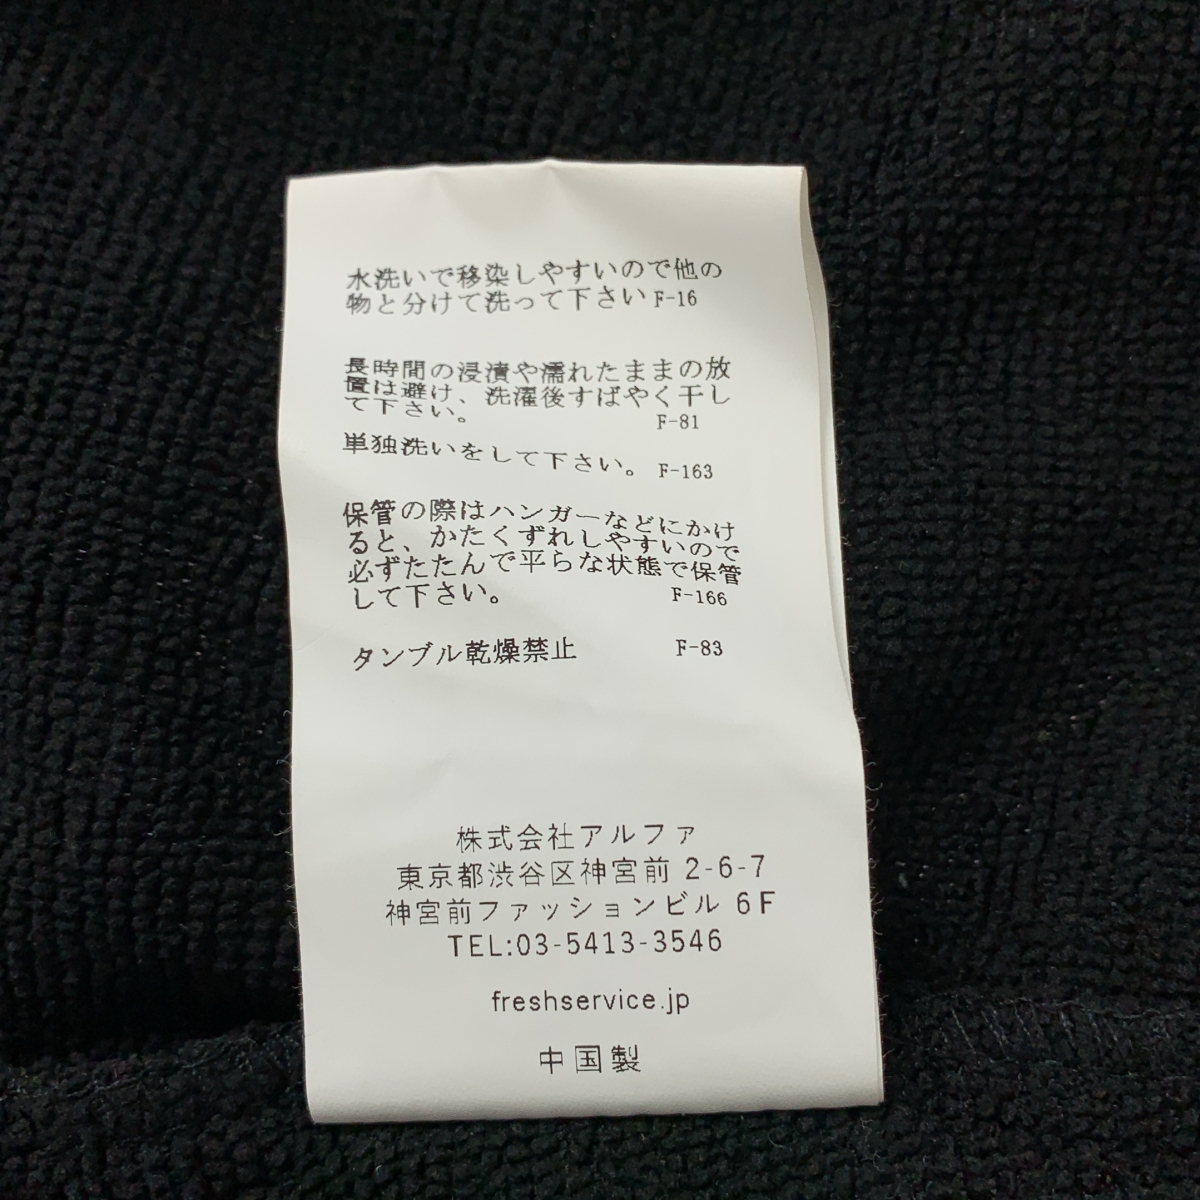 水洗いで移染しやすいので他の
物と分けて洗って下さい F-16
長時間の浸漬や濡れたままの放
置は避け、洗濯後すばやく干し
て下さい。 F-81
単独洗いをして下さい。 F-163
保管の際はハンガーなどにかけ
ると、かたくずれしやすいので
必ずたたんで平らな状態で保管
して下さい。 F-166
タンブル乾燥禁止 F-83
株式会社アルファ
東京都渋谷区神宮前 2-6-7
神宮前ファッションビル 6F
TEL:03-5413-3546
freshservice.jp
中国製